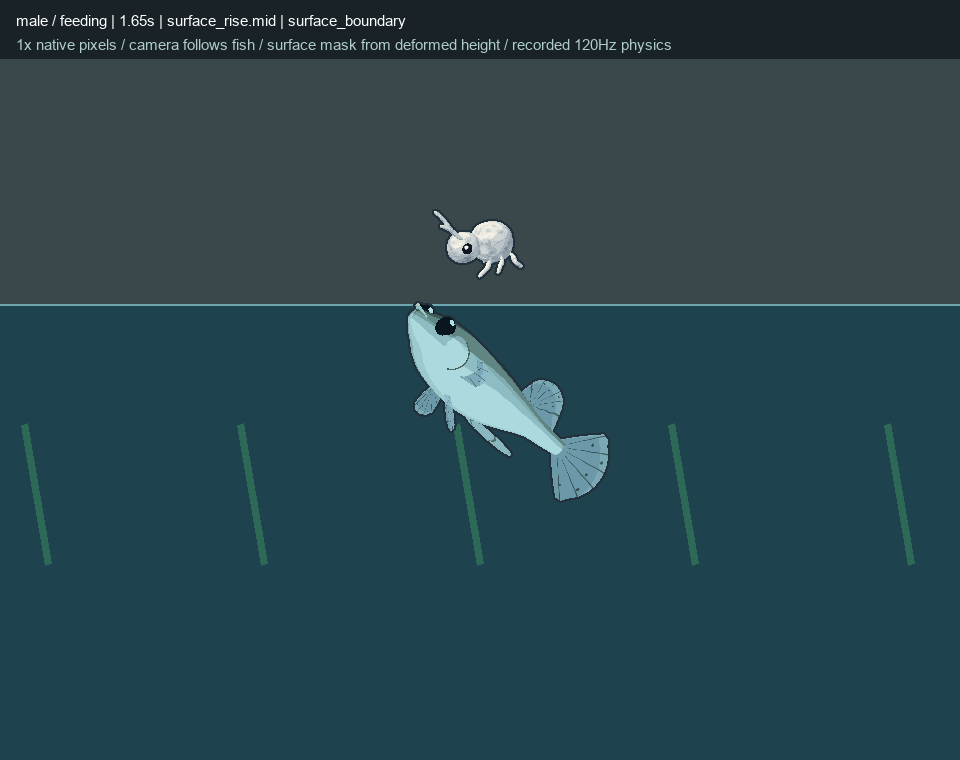 male / feeding | 1.65s | surface_rise.mid | surface_boundary
1x native pixels / camera follows fish / surface mask from deformed height / recorded 120Hz physics